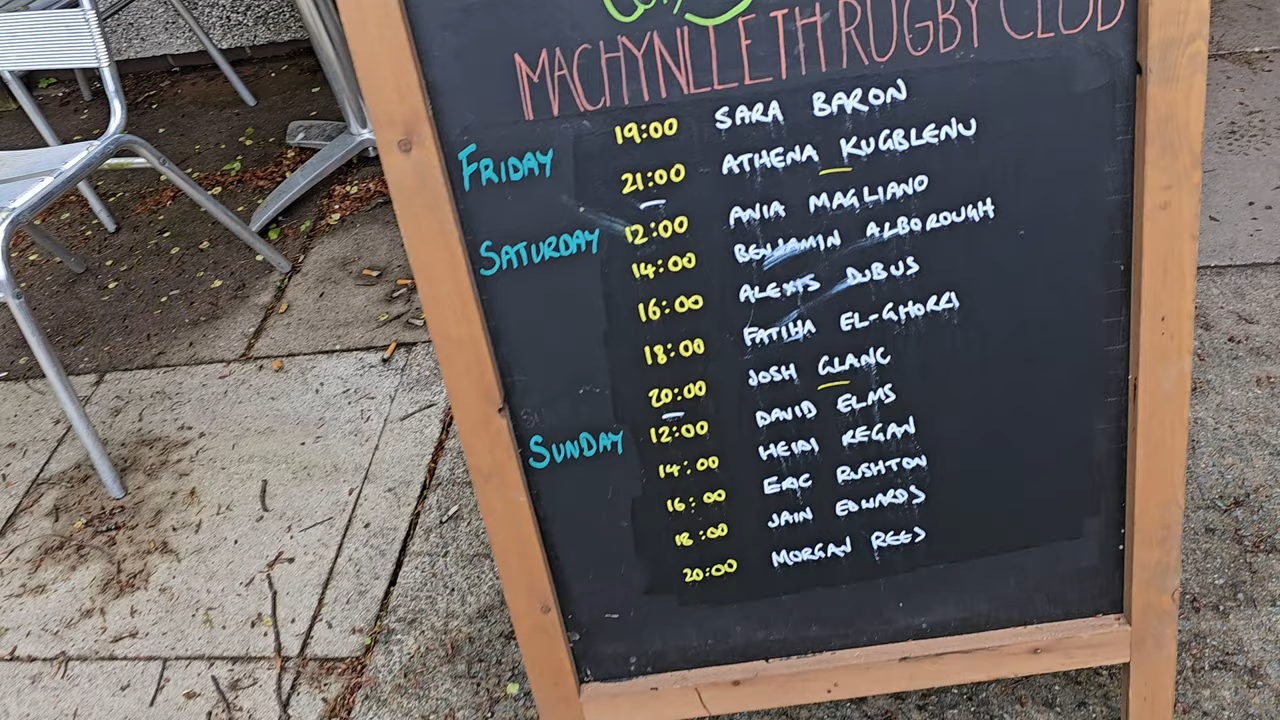 MACHYNLLETH RUGBY CLUB
FRIDAY 19:00 SARA BARON
21:00 ATHENA KUGBLENU
SATURDAY 12:00 ANIA MAGLIANO
14:00 BENJAMIN ALBOROUGH
16:00 ALEXIS DUBUS
18:00 FATIHA EL-GHORRI
20:00 JOSH GLANC
SUNDAY 12:00 DAVID ELMS
14:00 HEIDI REGAN
16:00 ERIC RUSHTON
18:00 IAIN EDWARDS
20:00 MORGAN REES